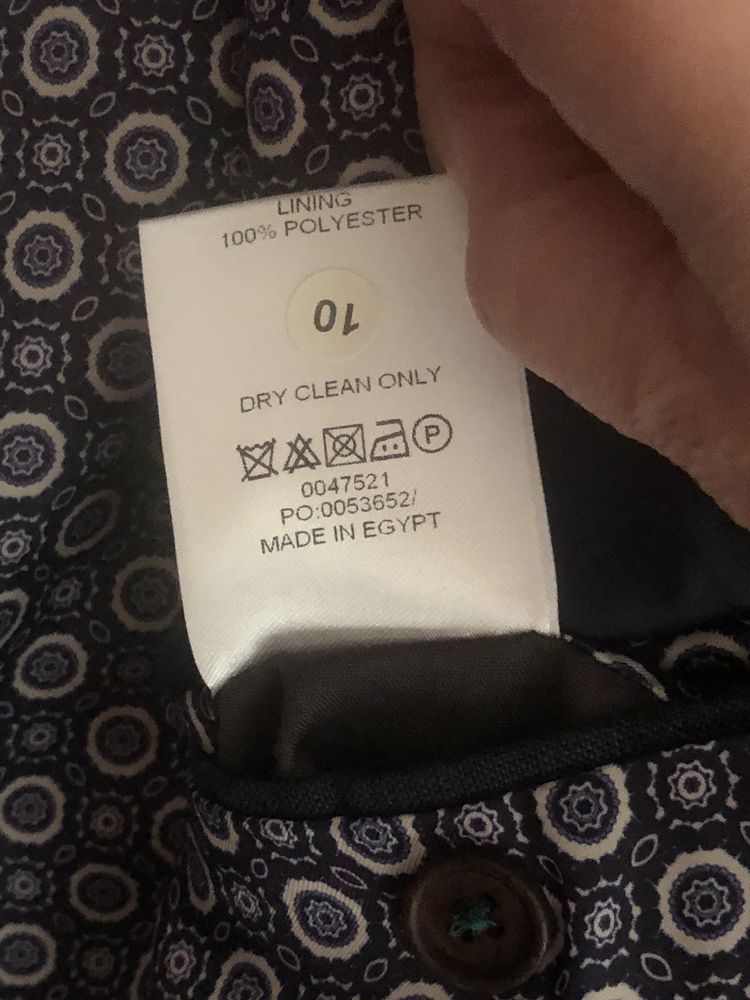 LINING
100% POLYESTER
10
DRY CLEAN ONLY
P
0047521
PO:0053652/
MADE IN EGYPT